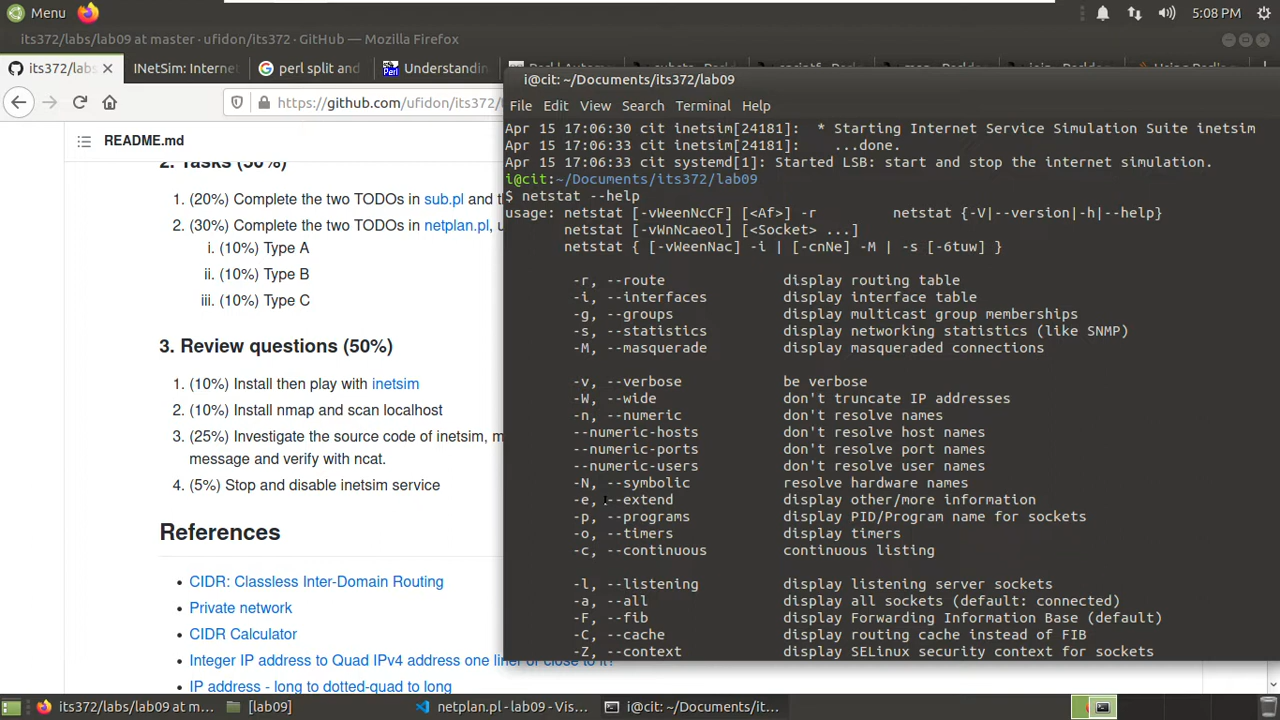 Menu
5:08 PM
its372/labs/lab09 at master · ufidon/its372 · GitHub — Mozilla Firefox
its372/labs
INetSim: Interne
perl split and
Understandin
https://github.com/ufidon/its372/
README.md
2. Tasks (50%)
1. (20%) Complete the two TODOs in sub.pl and th
2. (30%) Complete the two TODOs in netplan.pl, u
i. (10%) Type A
ii. (10%) Type B
iii. (10%) Type C
3. Review questions (50%)
1. (10%) Install then play with inetsim
2. (10%) Install nmap and scan localhost
3. (25%) Investigate the source code of inetsim, m
message and verify with ncat.
4. (5%) Stop and disable inetsim service
References
• CIDR: Classless Inter-Domain Routing
• Private network
• CIDR Calculator
• Integer IP address to Quad IPv4 address one liner or close to it?
• IP address - long to dotted-quad to long
i@cit: ~/Documents/its372/lab09
File Edit View Search Terminal Help
Apr 15 17:06:30 cit inetsim[24181]:  * Starting Internet Service Simulation Suite inetsim
Apr 15 17:06:33 cit inetsim[24181]:    ...done.
Apr 15 17:06:33 cit systemd[1]: Started LSB: start and stop the internet simulation.
i@cit:~/Documents/its372/lab09
$ netstat --help
usage: netstat [-vWeenNcCF] [<Af>] -r         netstat {-V|--version|-h|--help}
netstat [-vWnNcaeol] [<Socket> ...]
netstat { [-vWeenNac] -i | [-cnNe] -M | -s [-6tuw] }
-r, --route              display routing table
-i, --interfaces         display interface table
-g, --groups             display multicast group memberships
-s, --statistics         display networking statistics (like SNMP)
-M, --masquerade         display masqueraded connections
-v, --verbose            be verbose
-W, --wide               don't truncate IP addresses
-n, --numeric            don't resolve names
--numeric-hosts          don't resolve host names
--numeric-ports          don't resolve port names
--numeric-users          don't resolve user names
-N, --symbolic           resolve hardware names
-e, --extend             display other/more information
-p, --programs           display PID/Program name for sockets
-o, --timers             display timers
-c, --continuous         continuous listing
-l, --listening          display listening server sockets
-a, --all                display all sockets (default: connected)
-F, --fib                display Forwarding Information Base (default)
-C, --cache              display routing cache instead of FIB
-Z, --context            display SELinux security context for sockets
its372/labs/lab09 at m...
[lab09]
netplan.pl - lab09 - Vis...
i@cit: ~/Documents/it...